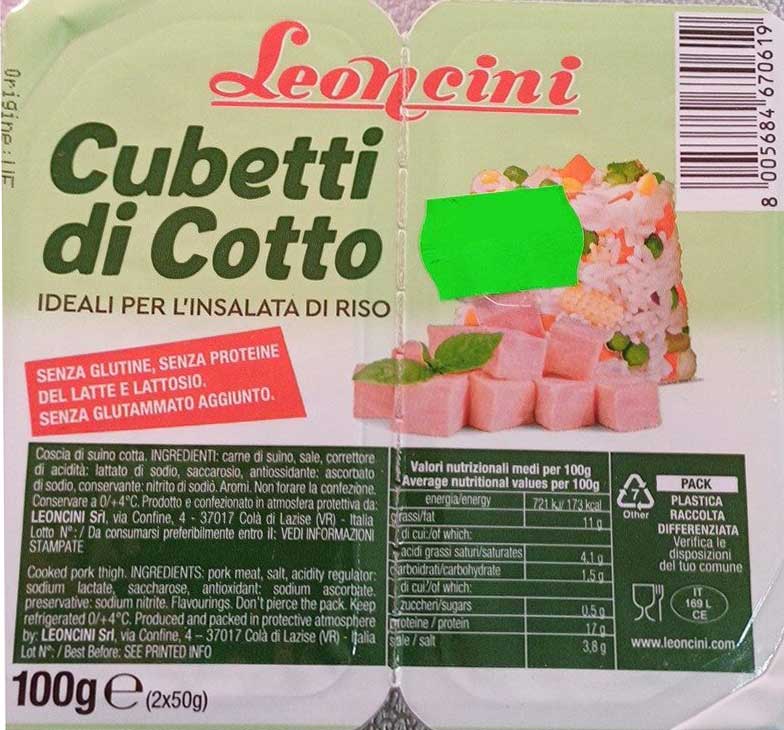 Leoncini
Cubetti
di Cotto
IDEALI PER L'INSALATA DI RISO
SENZA GLUTINE, SENZA PROTEINE
DEL LATTE E LATTOSIO.
SENZA GLUTAMMATO AGGIUNTO.
Origine: UE
8 005684 670619
Coscia di suino cotta. INGREDIENTI: carne di suino, sale, correttore
di acidità: lattato di sodio, saccarosio, antiossidante: ascorbato
di sodio, conservante: nitrito di sodio. Aromi. Non forare la confezione.
Conservare a 0/+4°C. Prodotto e confezionato in atmosfera protettiva da:
LEONCINI Srl, via Confine, 4 - 37017 Colà di Lazise (VR) - Italia
Lotto N°: / Da consumarsi preferibilmente entro il: VEDI INFORMAZIONI
STAMPATE
Cooked pork thigh. INGREDIENTS: pork meat, salt, acidity regulator:
sodium lactate, saccharose, antioxidant: sodium ascorbate,
preservative: sodium nitrite. Flavourings. Don't pierce the pack. Keep
refrigerated 0/+4°C. Produced and packed in protective atmosphere
by: LEONCINI Srl, via Confine, 4 – 37017 Colà di Lazise (VR) - Italia
Lot N°: / Best Before: SEE PRINTED INFO
Valori nutrizionali medi per 100g
Average nutritional values per 100g
energia/energy 721 kJ/ 173 kcal
grassi/fat 11 g
di cui:/of which:
acidi grassi saturi/saturates 4,1 g
carboidrati/carbohydrate 1,5 g
di cui:/of which:
zuccheri/sugars 0,5 g
proteine / protein 17 g
sale / salt 3,8 g
7
Other
PACK
PLASTICA
RACCOLTA
DIFFERENZIATA
Verifica le
disposizioni
del tuo comune
IT
169 L
CE
www.leoncini.com
100g e (2x50g)